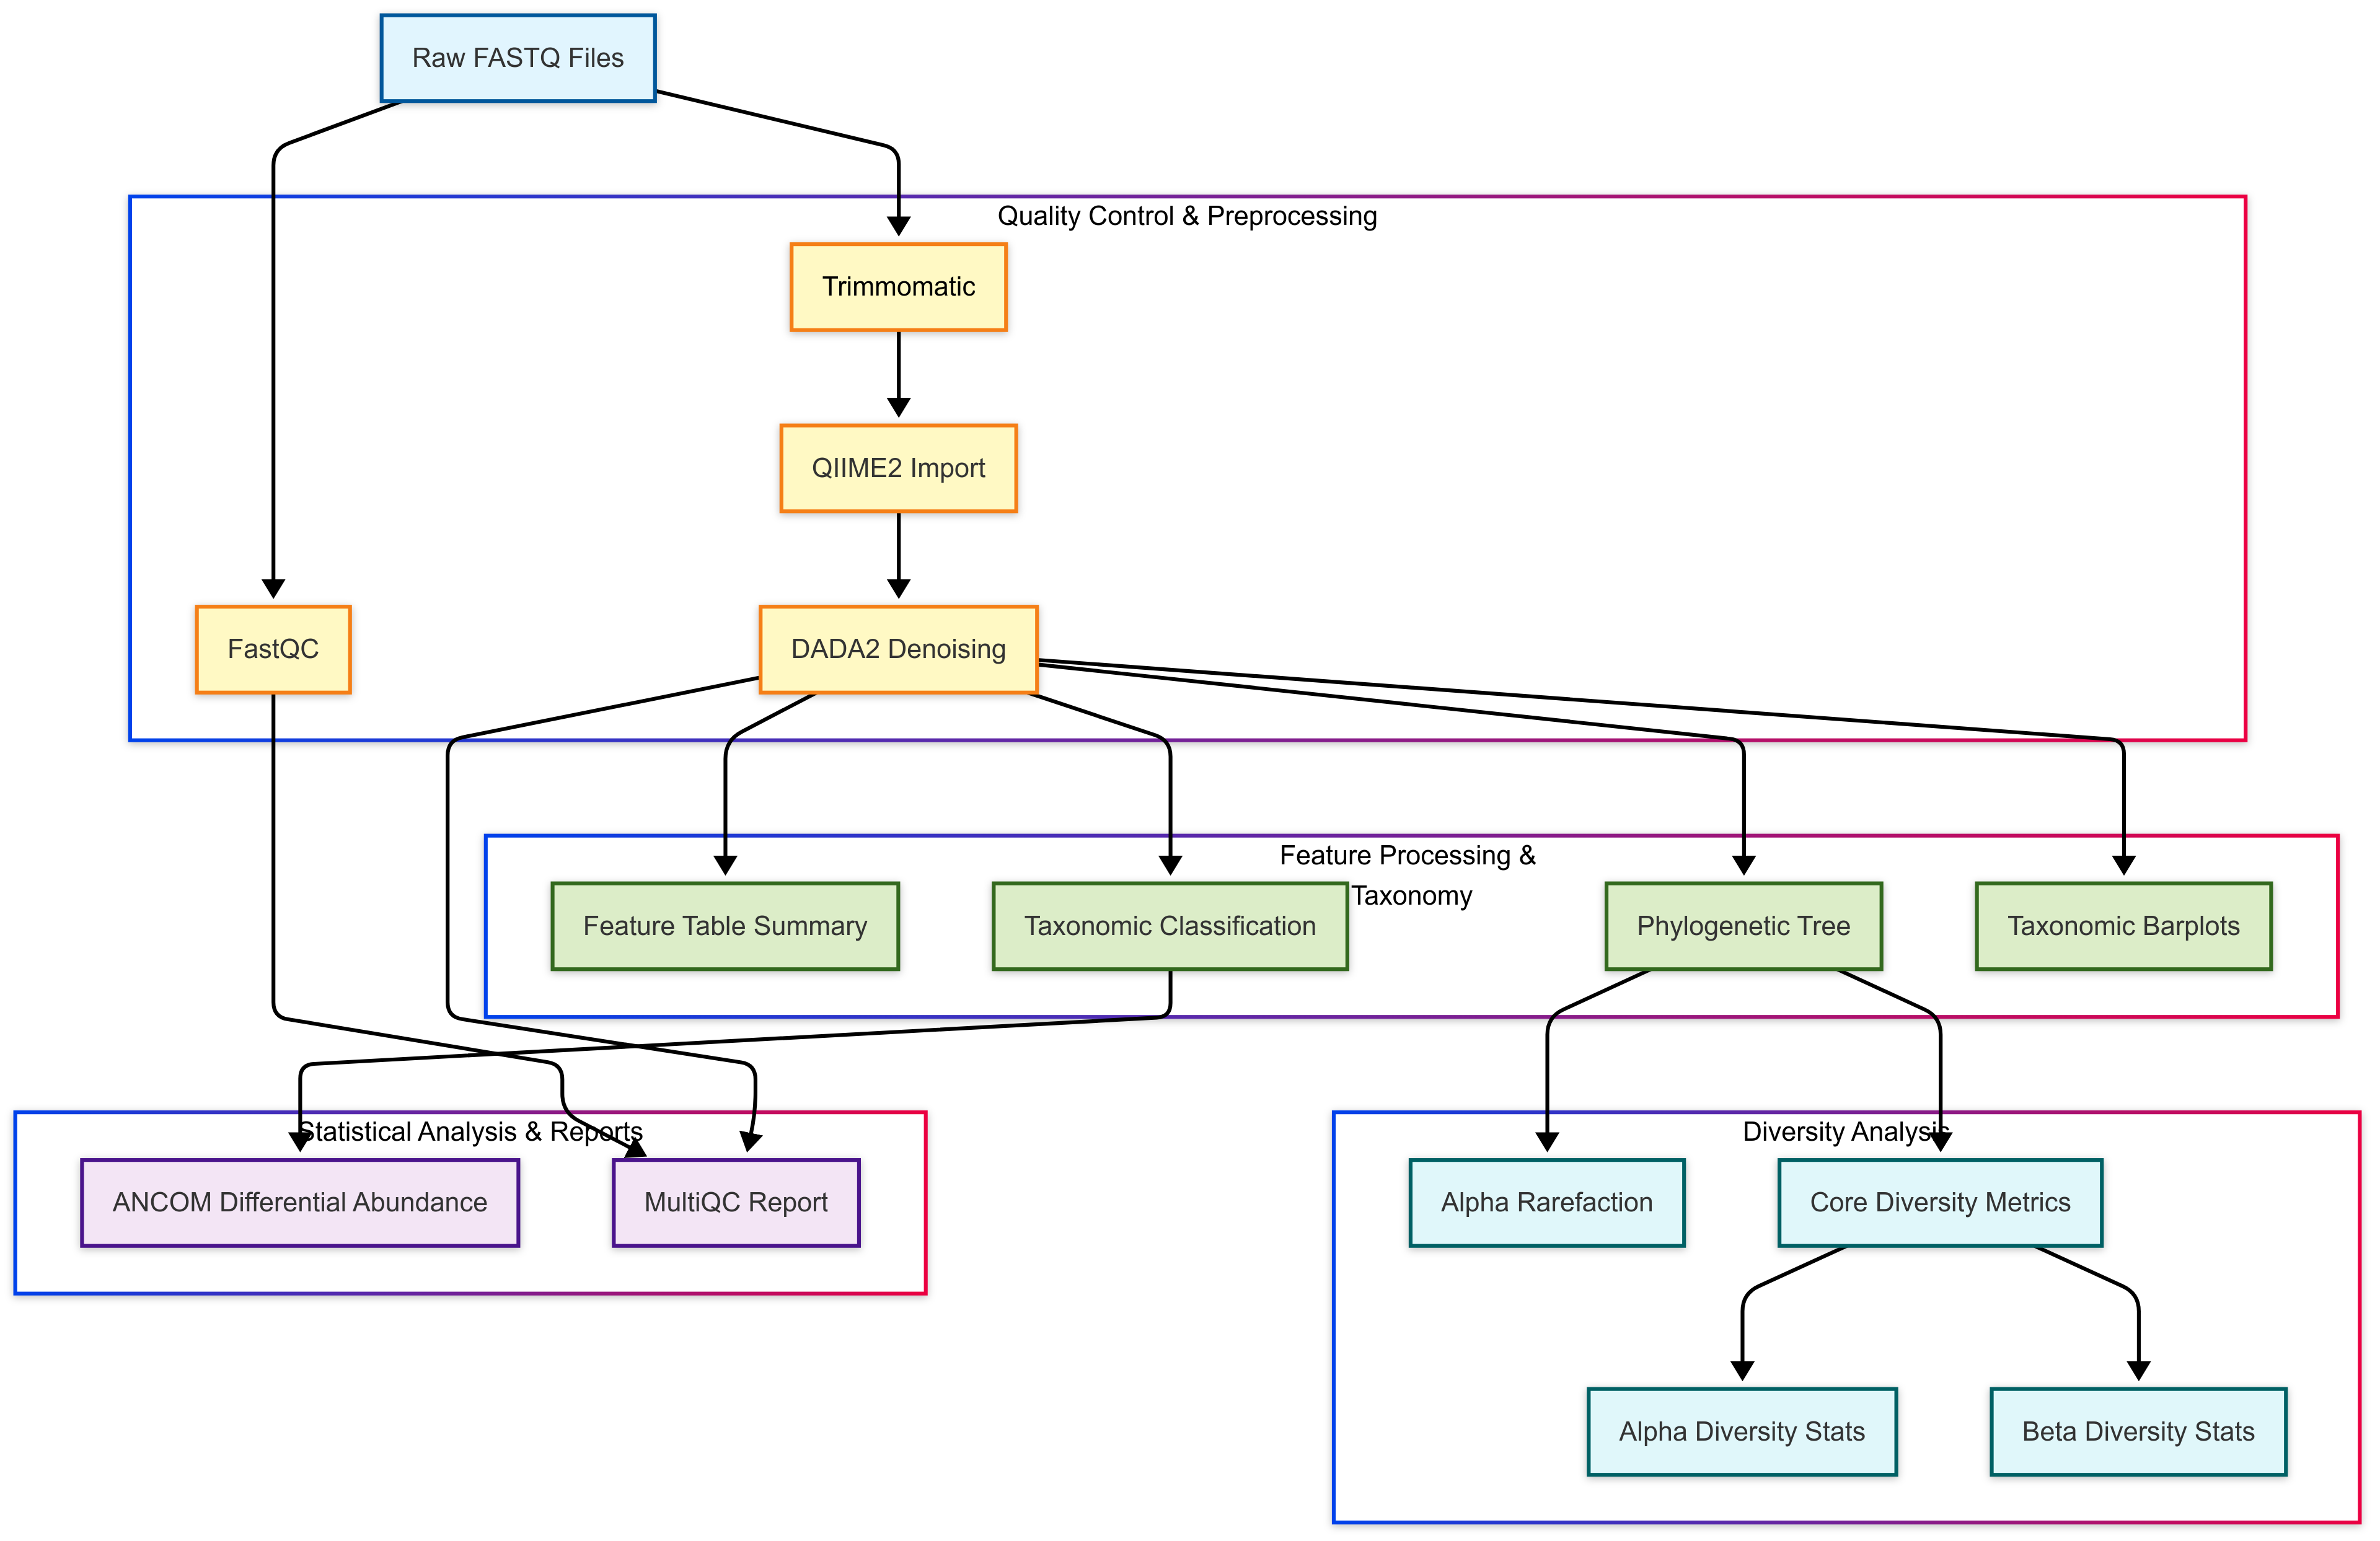 Raw FASTQ Files
Quality Control & Preprocessing
Trimmomatic
QIIME2 Import
FastQC
DADA2 Denoising
Feature Processing &
Taxonomy
Feature Table Summary
Taxonomic Classification
Phylogenetic Tree
Taxonomic Barplots
Statistical Analysis & Reports
ANCOM Differential Abundance
MultiQC Report
Diversity Analysis
Alpha Rarefaction
Core Diversity Metrics
Alpha Diversity Stats
Beta Diversity Stats